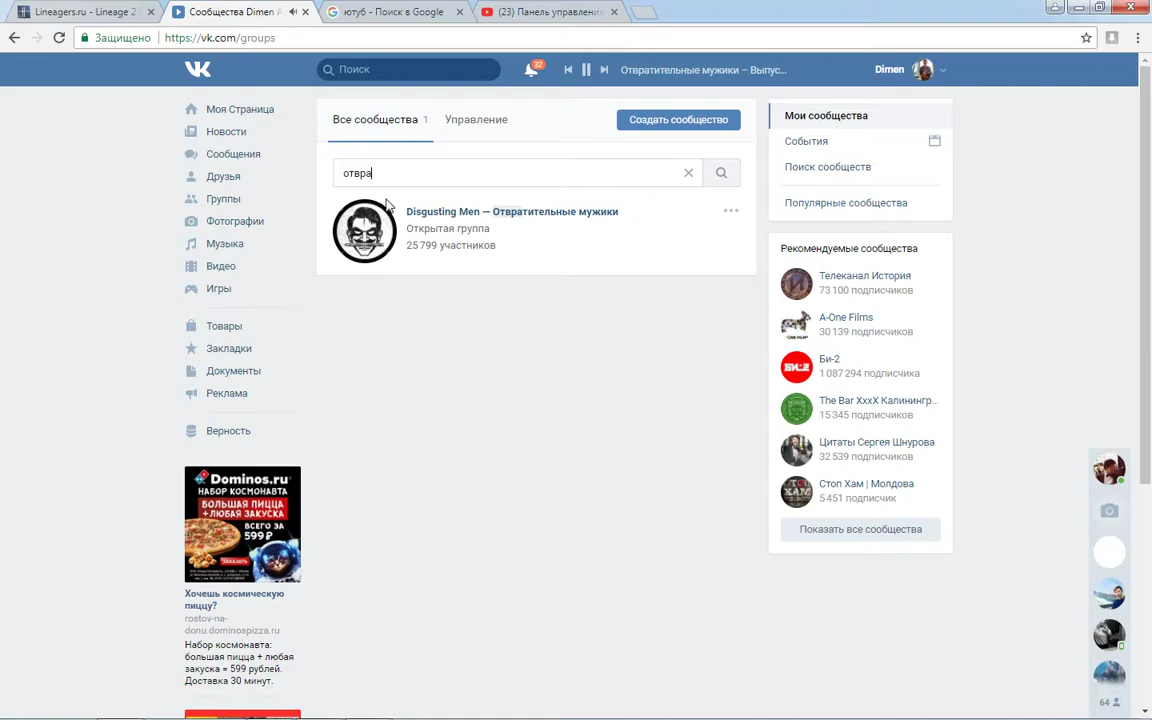 Lineagers.ru - Lineage 2
Сообщества Dimen A
ютуб - Поиск в Google
(23) Панель управлени
Защищено
https://vk.com/groups
Поиск
32
Отвратительные мужики – Выпус...
Dimen
Моя Страница
Новости
Сообщения
Друзья
Группы
Фотографии
Музыка
Видео
Игры
Товары
Закладки
Документы
Реклама
Верность
Dominos.ru
НАБОР КОСМОНАВТА
БОЛЬШАЯ ПИЦЦА
+ЛЮБАЯ ЗАКУСКА
ВСЕГО ЗА
599 ₽
ЗАКАЗАТЬ
Хочешь космическую
пиццу?
rostov-na-
donu.dominospizza.ru
Набор космонавта:
большая пицца + любая
закуска = 599 рублей.
Доставка 30 минут.
Все сообщества 1
Управление
Создать сообщество
отвра
Disgusting Men — Отвратительные мужики
Открытая группа
25 799 участников
Мои сообщества
События
Поиск сообществ
Популярные сообщества
Рекомендуемые сообщества
Телеканал История
73 100 подписчиков
A-One Films
30 139 подписчиков
Би-2
1 087 294 подписчика
The Bar XxxX Калинингр...
15 345 подписчиков
Цитаты Сергея Шнурова
32 539 подписчиков
Стоп Хам | Молдова
5 451 подписчик
Показать все сообщества
64